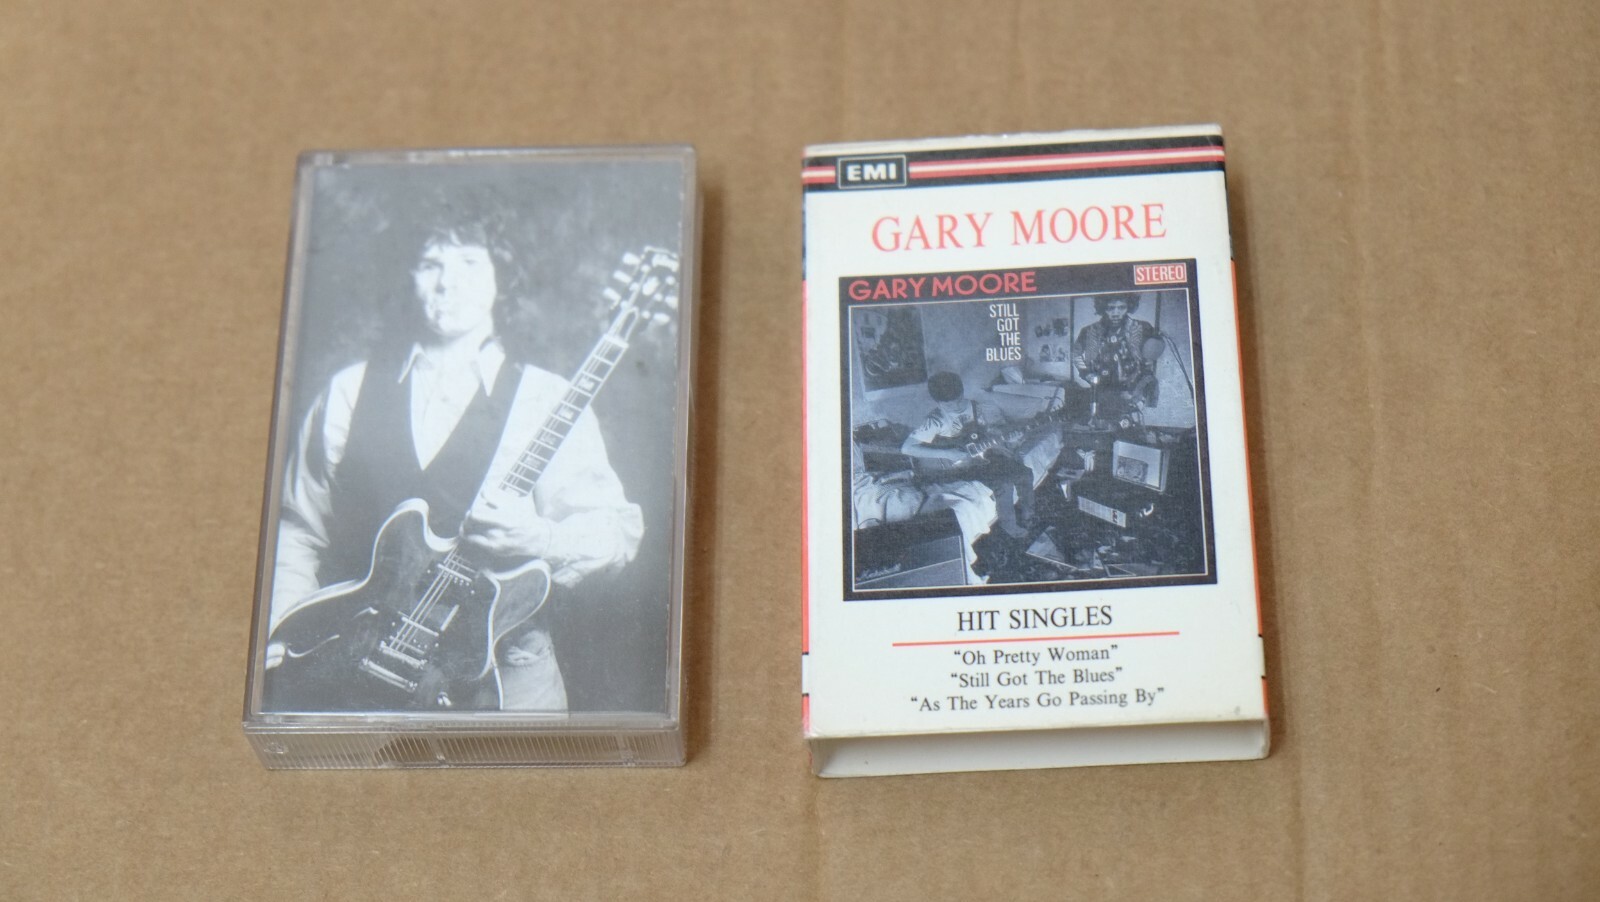 EMI
GARY MOORE
GARY MOORE
STEREO
STILL
GOT
THE
BLUES
Marshall
HIT SINGLES
“Oh Pretty Woman”
“Still Got The Blues”
“As The Years Go Passing By”